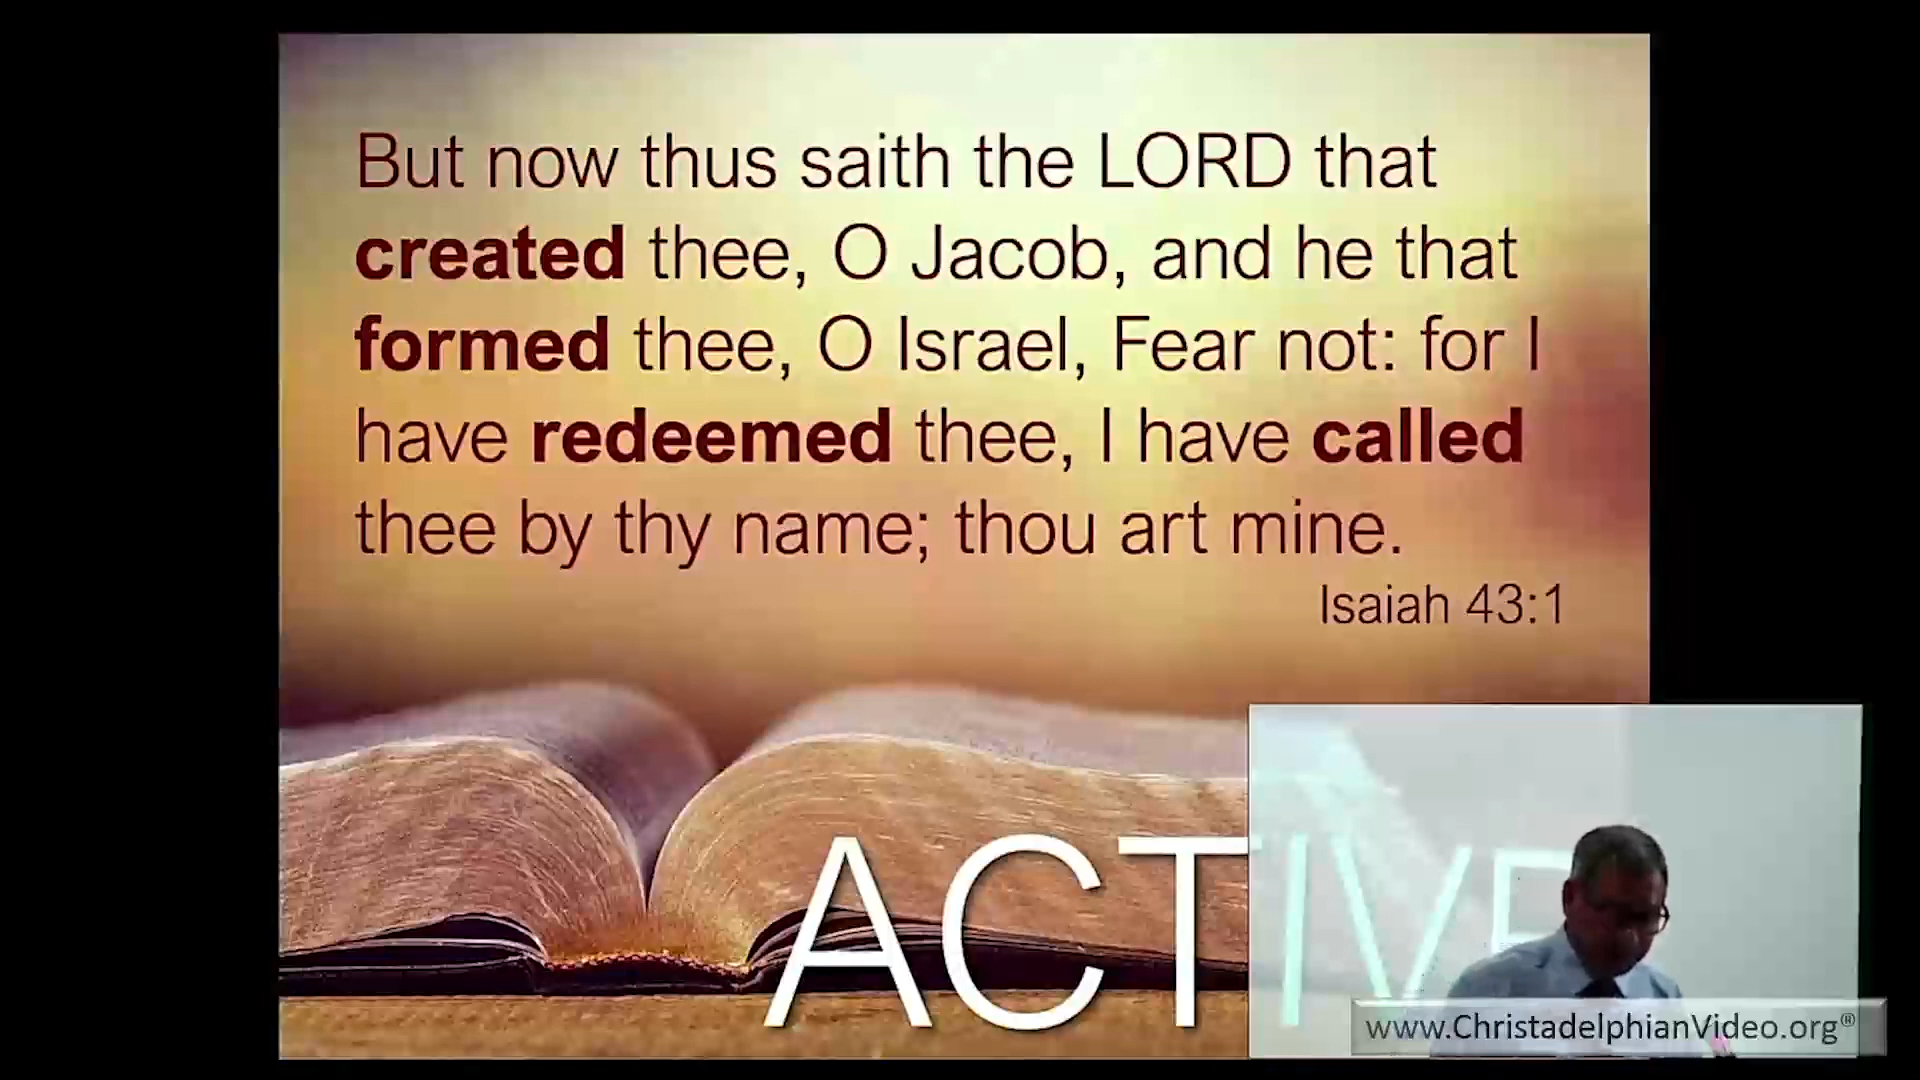 But now thus saith the LORD that
created thee, O Jacob, and he that
formed thee, O Israel, Fear not: for I
have redeemed thee, I have called
thee by thy name; thou art mine.
Isaiah 43:1
ACTIVE
www.ChristadelphianVideo.org®